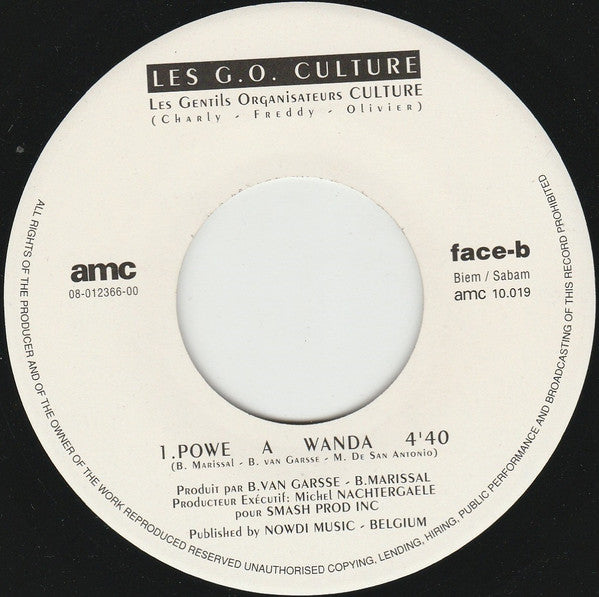 LES G.O. CULTURE
LES GENTILS ORGANISATEURS CULTURE
(Charly - Freddy - Olivier)
amc
08-012366-00
face-b
Biem / Sabam
amc 10.019
1.POWE A WANDA 4'40
(B. MARISSAL - B. VAN GARSSE - M. DE SAN ANTONIO)
PRODUIT PAR B.VAN GARSSE - B.MARISSAL
PRODUCTEUR EXÉCUTIF: MICHEL NACHTERGAELE
POUR SMASH PROD INC
PUBLISHED BY NOWDI MUSIC - BELGIUM
ALL RIGHTS OF THE PRODUCER AND OF THE OWNER OF THE WORK REPRODUCED RESERVED UNAUTHORISED COPYING, LENDING, HIRING, PUBLIC PERFORMANCE AND BROADCASTING OF THIS RECORD PROHIBITED